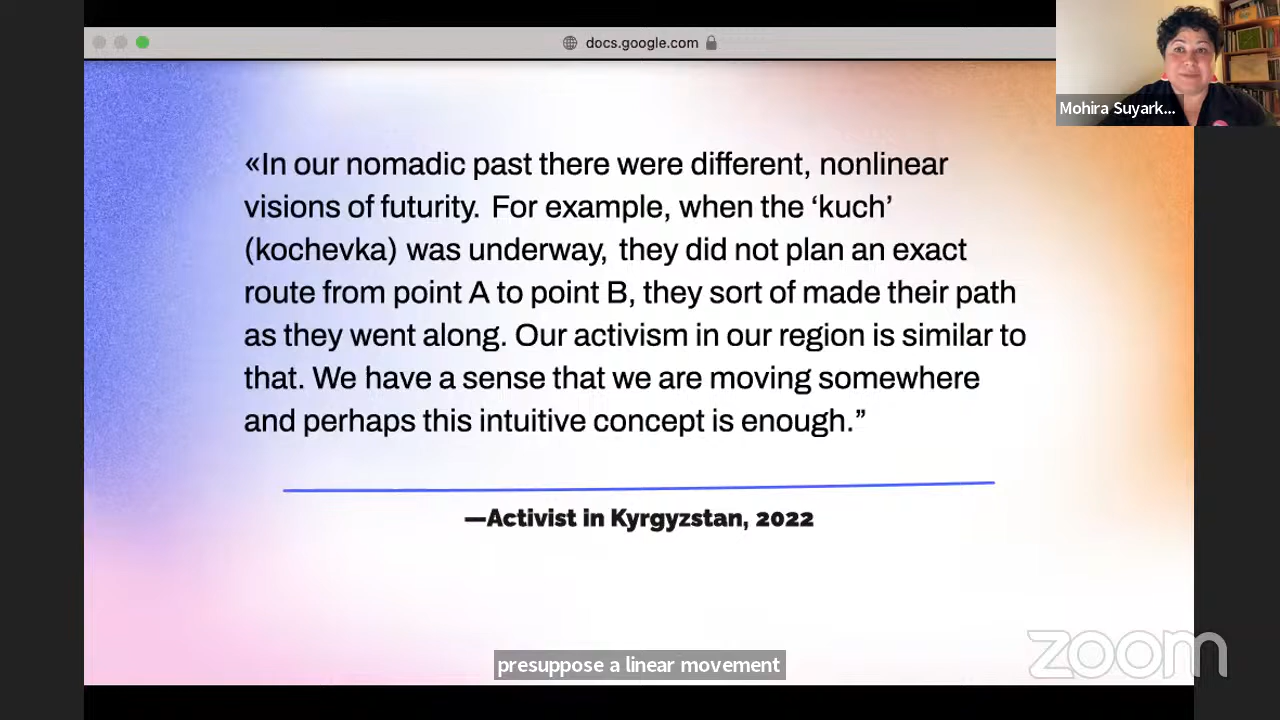 docs.google.com
Mohira Suyark...
«In our nomadic past there were different, nonlinear
visions of futurity. For example, when the ‘kuch’
(kochevka) was underway, they did not plan an exact
route from point A to point B, they sort of made their path
as they went along. Our activism in our region is similar to
that. We have a sense that we are moving somewhere
and perhaps this intuitive concept is enough.”
—Activist in Kyrgyzstan, 2022
presuppose a linear movement
zoom